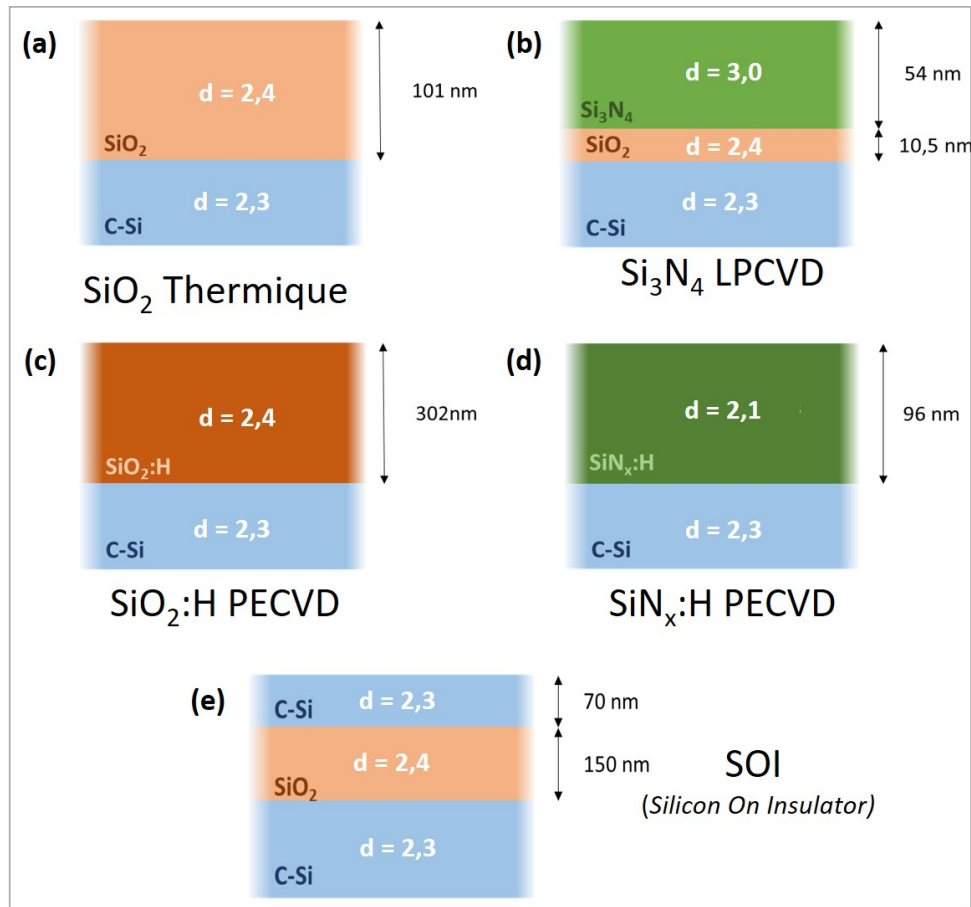 (a)
d = 2,4
SiO₂
101 nm
d = 2,3
C-Si
SiO₂ Thermique
(b)
d = 3,0
Si₃N₄
54 nm
SiO₂
d = 2,4
10,5 nm
d = 2,3
C-Si
Si₃N₄ LPCVD
(c)
d = 2,4
SiO₂:H
302nm
d = 2,3
C-Si
SiO₂:H PECVD
(d)
d = 2,1
SiNₓ:H
96 nm
d = 2,3
C-Si
SiNₓ:H PECVD
(e)
C-Si
d = 2,3
70 nm
d = 2,4
SiO₂
150 nm
d = 2,3
C-Si
SOI
(Silicon On Insulator)